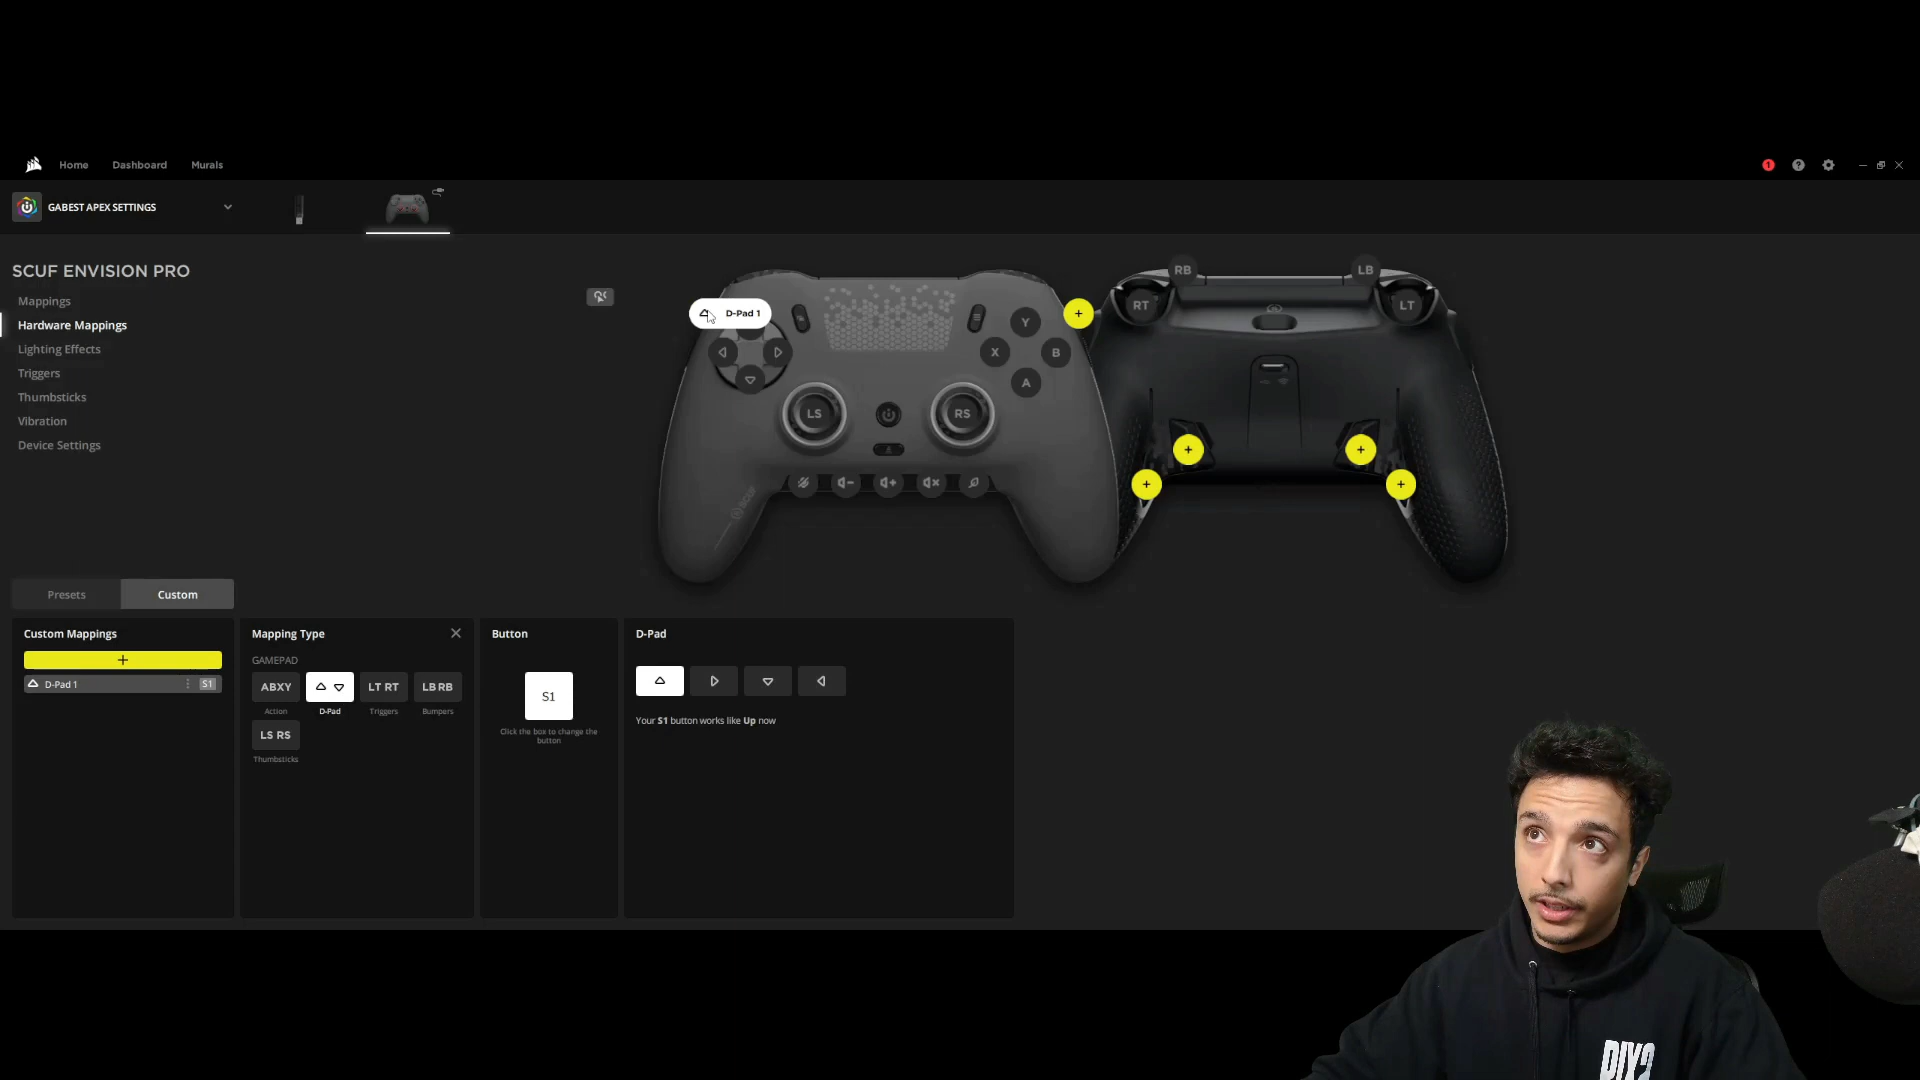 Home Dashboard Murals
1 ?
GABEST APEX SETTINGS
SCUF ENVISION PRO
Mappings
Hardware Mappings
Lighting Effects
Triggers
Thumbsticks
Vibration
Device Settings
D-Pad 1
Y
X B
A
LS RS
RB LB
RT LT
SCUF
Presets Custom
Custom Mappings
D-Pad 1 S1
Mapping Type
GAMEPAD
ABXY LT RT LB RB
Action D-Pad Triggers Bumpers
LS RS
Thumbsticks
Button
S1
Click the box to change the
button
D-Pad
Your S1 button works like Up now